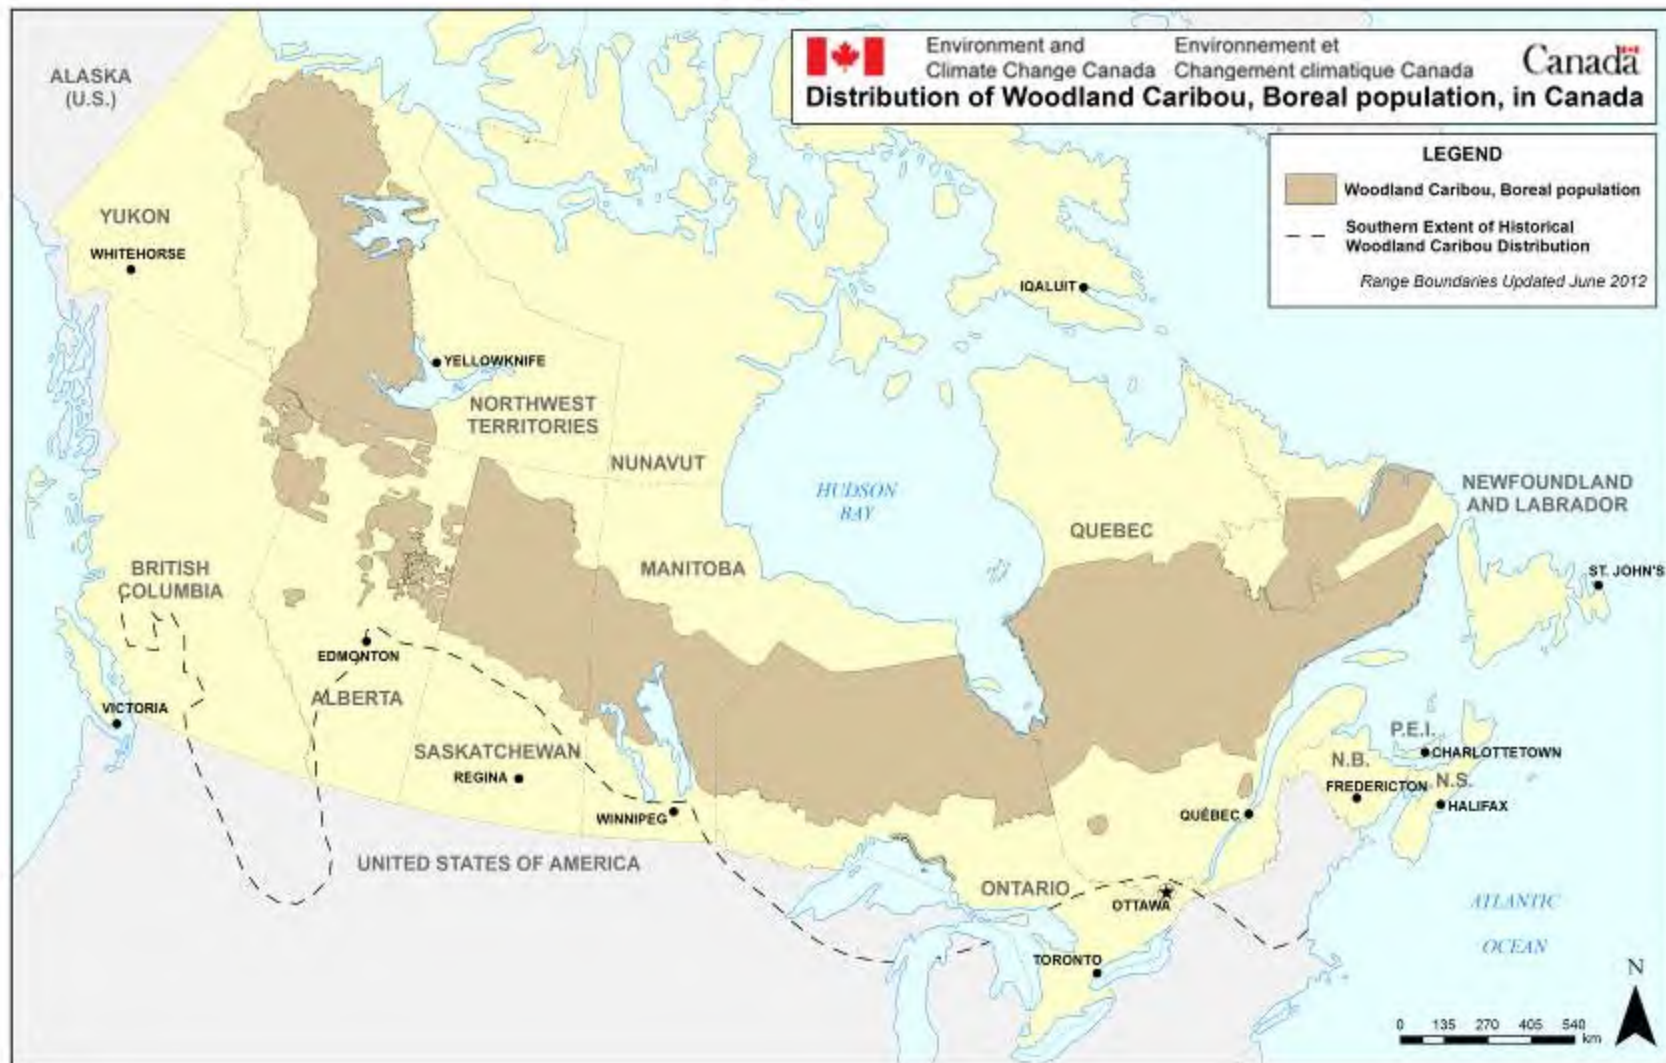 Environment and
Climate Change Canada
Environnement et
Changement climatique Canada
Canada
Distribution of Woodland Caribou, Boreal population, in Canada
LEGEND
Woodland Caribou, Boreal population
Southern Extent of Historical
Woodland Caribou Distribution
Range Boundaries Updated June 2012
ALASKA
(U.S.)
YUKON
WHITEHORSE
IQALUIT
YELLOWKNIFE
NORTHWEST
TERRITORIES
NUNAVUT
HUDSON
BAY
QUEBEC
NEWFOUNDLAND
AND LABRADOR
ST. JOHN'S
BRITISH
COLUMBIA
MANITOBA
EDMONTON
ALBERTA
VICTORIA
SASKATCHEWAN
REGINA
WINNIPEG
P.E.I.
CHARLOTTETOWN
N.B.
FREDERICTON
N.S.
HALIFAX
QUÉBEC
UNITED STATES OF AMERICA
ONTARIO
OTTAWA
TORONTO
ATLANTIC
OCEAN
N
0 135 270 405 540
km